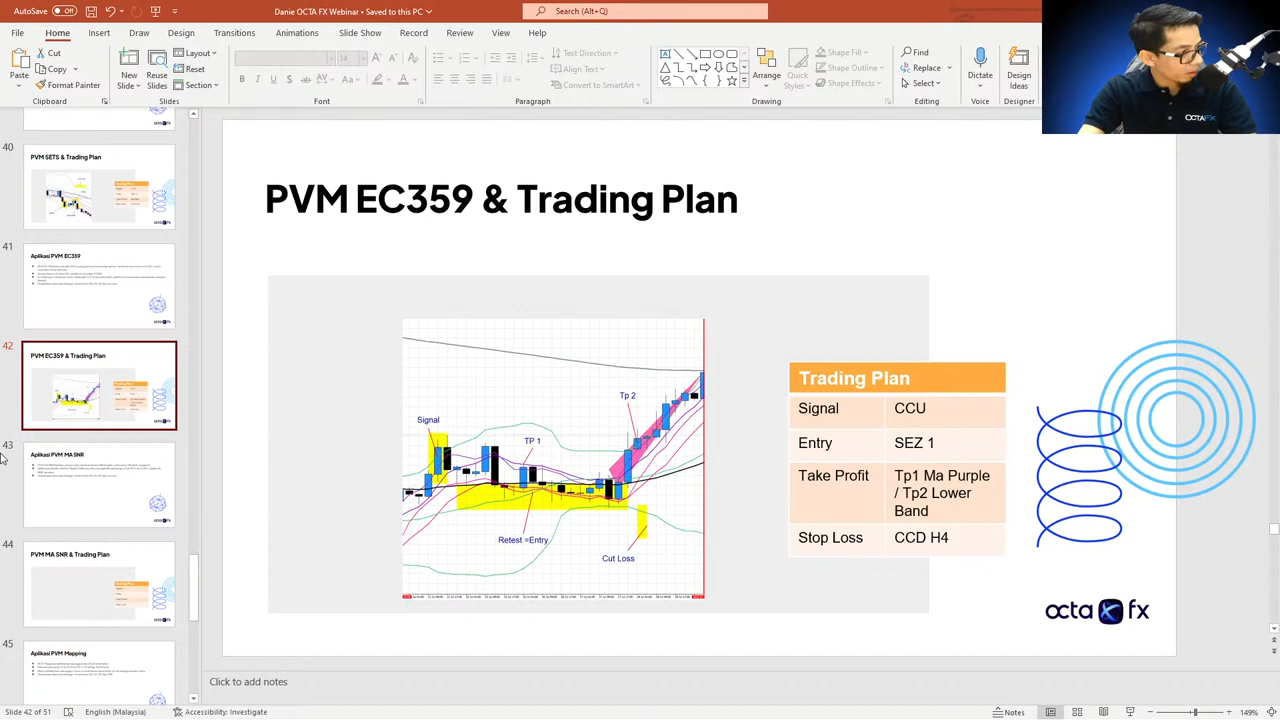 AutoSave Off
Danie OCTA FX Webinar • Saved to this PC
Search (Alt+Q)
File Home Insert Draw Design Transitions Animations Slide Show Record Review View Help
Paste
Cut
Copy
Format Painter
Clipboard
New Slide
Reuse Slides
Layout
Reset
Section
Slides
14
Font
Text Direction
Align Text
Convert to SmartArt
Paragraph
Arrange
Quick Styles
Shape Fill
Shape Outline
Shape Effects
Drawing
Find
Replace
Select
Editing
Dictate
Voice
Design Ideas
Designer
OCTAFX
40
PVM SETS & Trading Plan
41
Aplikasi PVM EC359
42
PVM EC359 & Trading Plan
43
Aplikasi PVM MA SNR
44
PVM MA SNR & Trading Plan
45
Aplikasi PVM Mapping
PVM EC359 & Trading Plan
Signal
TP 1
Tp 2
Retest =Entry
Cut Loss
Trading Plan
Signal CCU
Entry SEZ 1
Take Profit Tp1 Ma Purple
/ Tp2 Lower
Band
Stop Loss CCD H4
octa fx
Click to add notes
Slide 42 of 51
English (Malaysia)
Accessibility: Investigate
Notes
149%